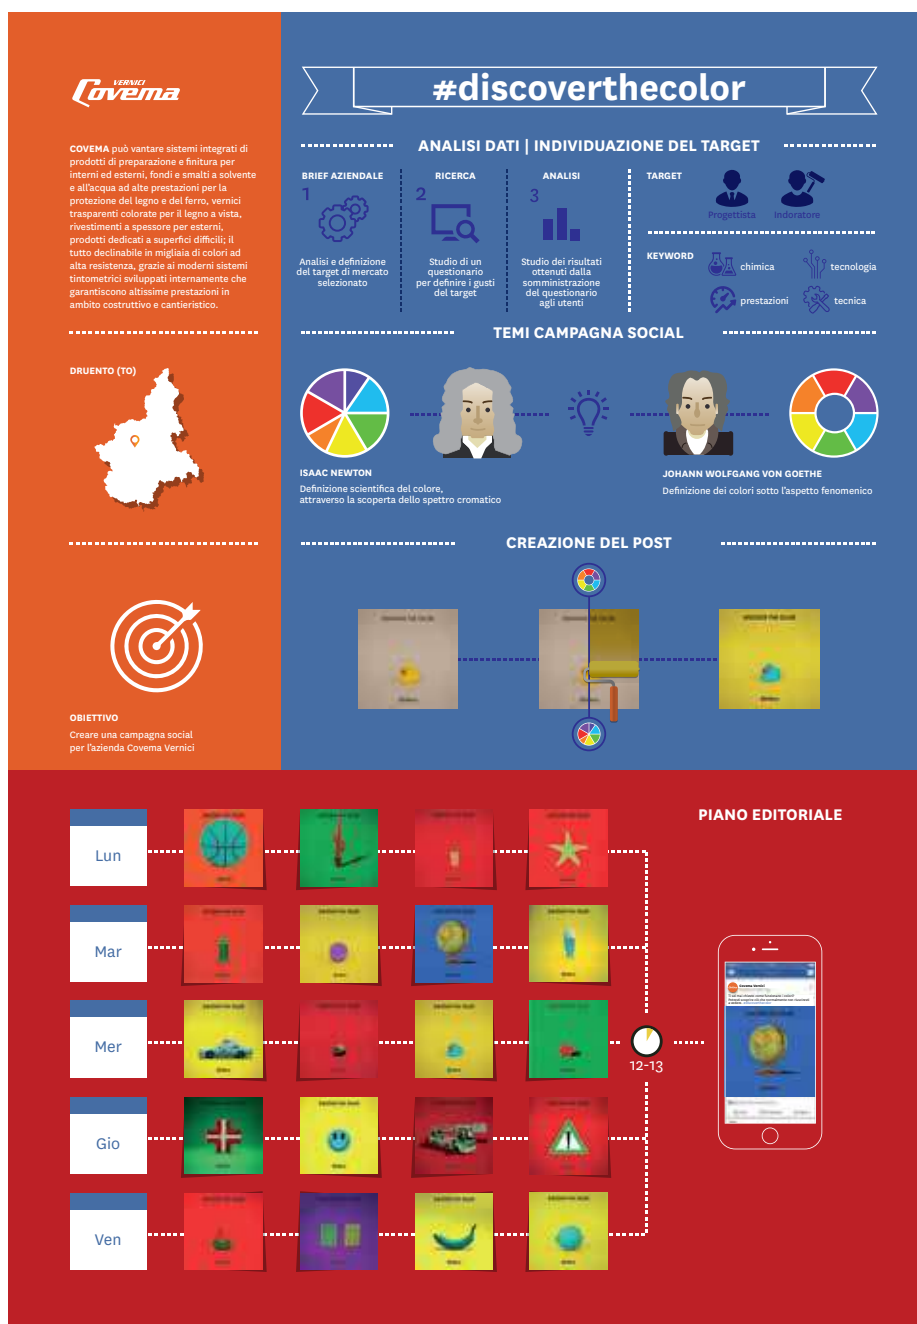 VERNICI
Covema
COVEMA può vantare sistemi integrati di
prodotti di preparazione e finitura per
interni ed esterni, fondi e smalti a solvente
e all'acqua ad alte prestazioni per la
protezione del legno e del ferro, vernici
trasparenti colorate per il legno a vista,
rivestimenti a spessore per esterni,
prodotti dedicati a superfici difficili; il
tutto declinabile in migliaia di colori ad
alta resistenza, grazie ai moderni sistemi
tintometrici sviluppati internamente che
garantiscono altissime prestazioni in
ambito costruttivo e cantieristico.
DRUENTO (TO)
OBIETTIVO
Creare una campagna social
per l'azienda Covema Vernici
#discoverthecolor
ANALISI DATI | INDIVIDUAZIONE DEL TARGET
BRIEF AZIENDALE
1
Analisi e definizione
del target di mercato
selezionato
RICERCA
2
Studio di un
questionario
per definire i gusti
del target
ANALISI
3
Studio dei risultati
ottenuti dalla
somministrazione
del questionario
agli utenti
TARGET
Progettista
Indoratore
KEYWORD
chimica
tecnologia
prestazioni
tecnica
TEMI CAMPAGNA SOCIAL
ISAAC NEWTON
Definizione scientifica del colore,
attraverso la scoperta dello spettro cromatico
JOHANN WOLFGANG VON GOETHE
Definizione dei colori sotto l'aspetto fenomenico
CREAZIONE DEL POST
PIANO EDITORIALE
Lun
Mar
Mer
Gio
Ven
12-13
Covema Vernici